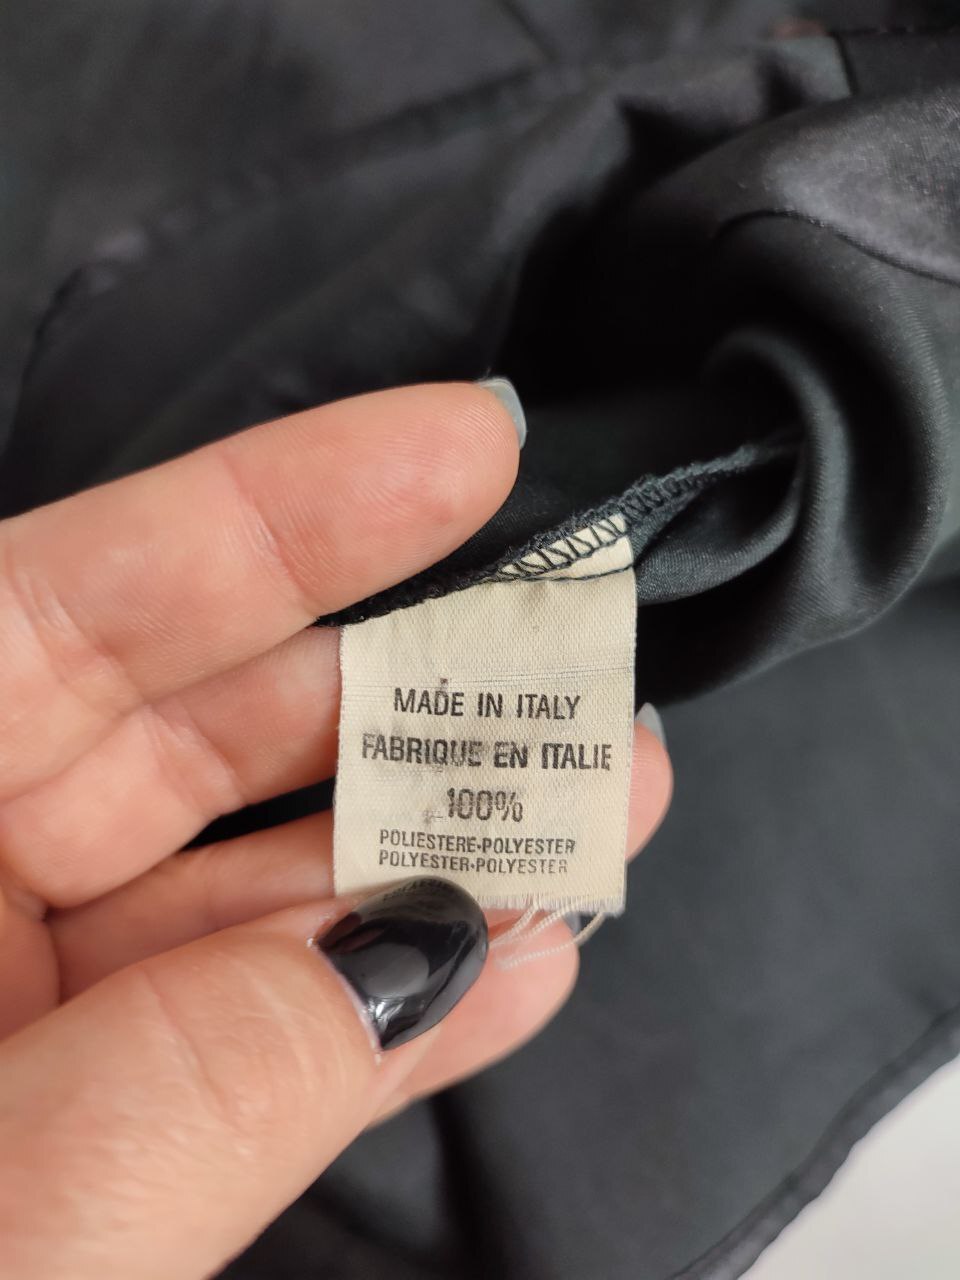 MADE IN ITALY
FABRIQUE EN ITALIE
100%
POLIESTERE•POLYESTER
POLYESTER•POLYESTER